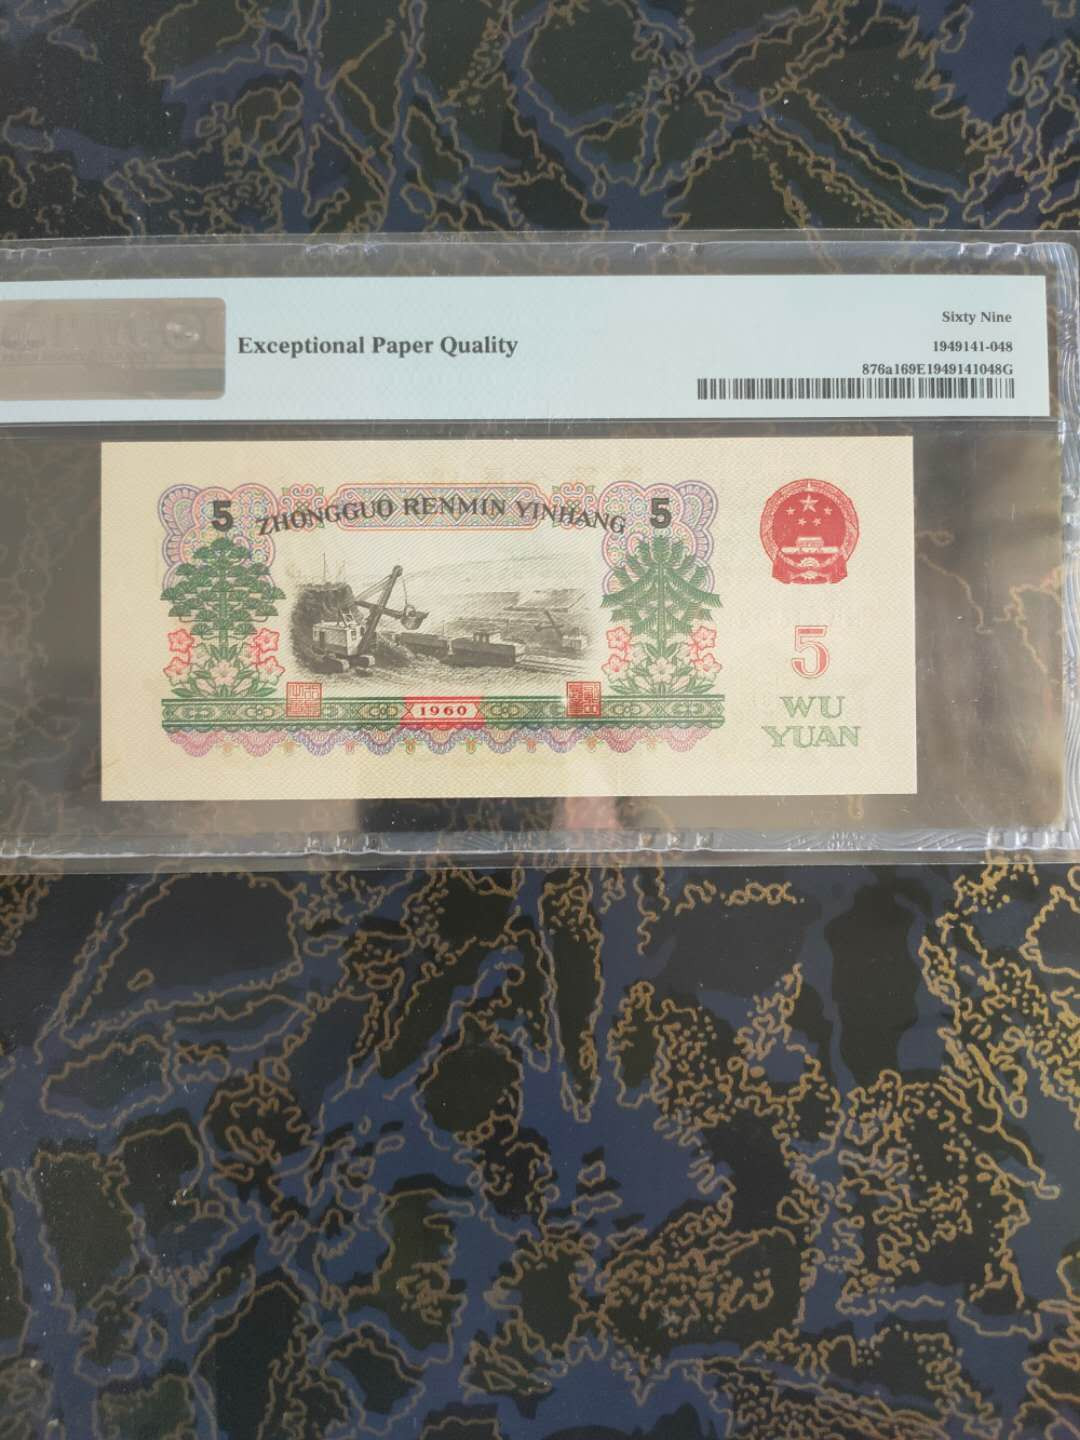 Exceptional Paper Quality
Sixty Nine
1949141-048
876a169E1949141048G
5 ZHONGGUO RENMIN YINHANG 5
5
1960
WU
YUAN